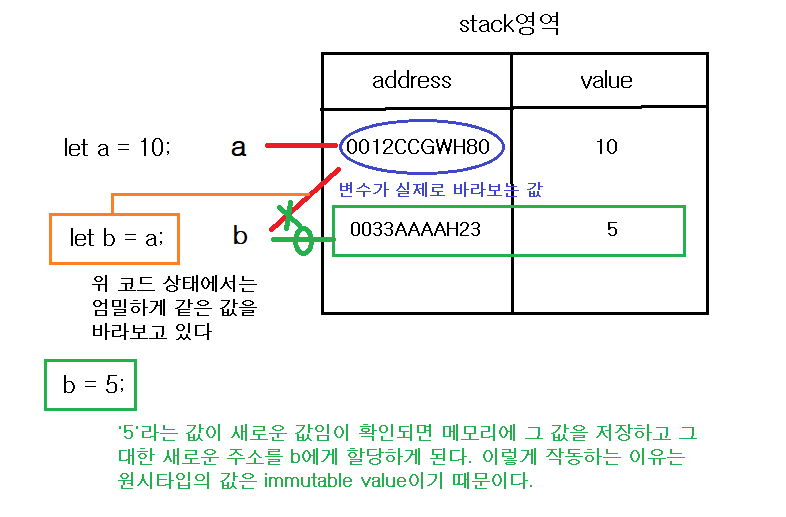 stack영역
address value
let a = 10; a 0012CCGWH80 10
변수가 실제로 바라보는 값
let b = a; b 0033AAAAH23 5
위 코드 상태에서는
엄밀하게 같은 값을
바라보고 있다
b = 5;
'5'라는 값이 새로운 값임이 확인되면 메모리에 그 값을 저장하고 그
대한 새로운 주소를 b에게 할당하게 된다. 이렇게 작동하는 이유는
원시타입의 값은 immutable value이기 때문이다.